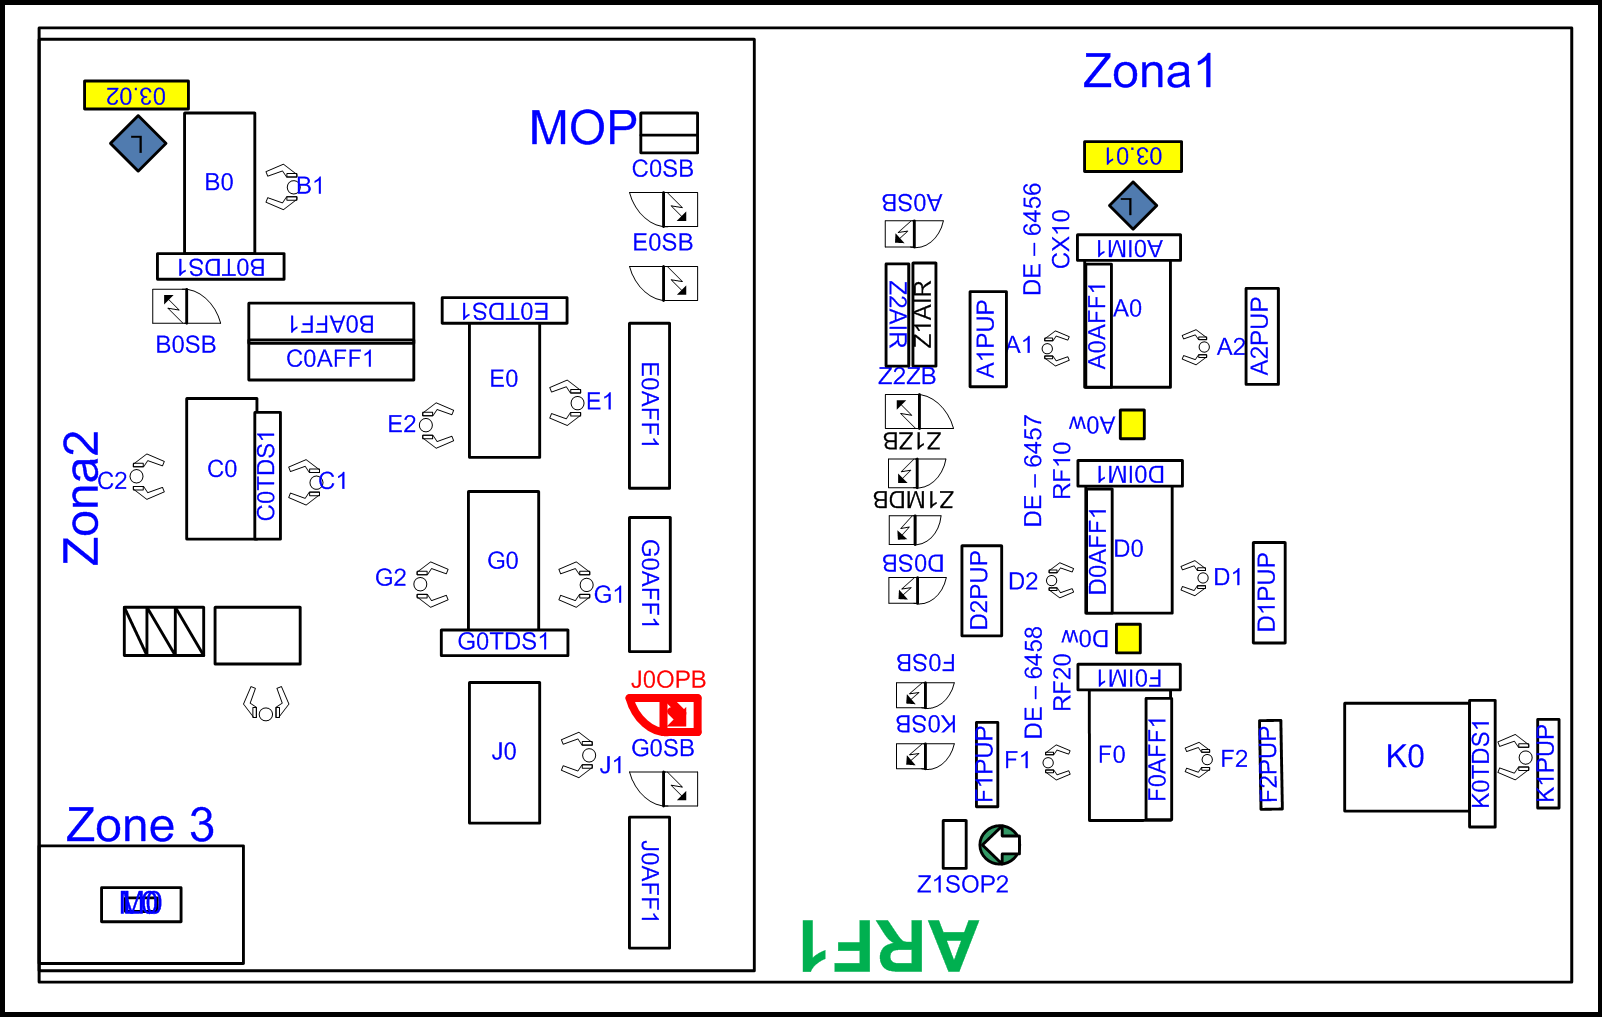 Zona1
03.02
L
B0
B1
B0TDS1
B0SB
B0AFF1
C0AFF1
MOP
C0SB
E0SB
E0TDS1
E0
E1
E2
E0AFF1
Zona2
C2
C0
C0TDS1
C1
G2
G0
G1
G0TDS1
G0AFF1
J0OPB
G0SB
J0
J1
J0AFF1
Zone 3
03.01
L
A0SB
DE – 6456
CX10
A0IM1
Z2AIR
Z1AIR
A1PUP
A1
A0AFF1
A0
A2
A2PUP
Z2ZB
Z1ZB
Z1MDB
D0SB
A0w
DE – 6457
RF10
D0IM1
D2PUP
D2
D0AFF1
D0
D1
D1PUP
D0w
F0SB
K0SB
DE – 6458
RF20
F0IM1
F1PUP
F1
F0
F0AFF1
F2
F2PUP
K0
K0TDS1
K1PUP
Z1SOP2
ARF1